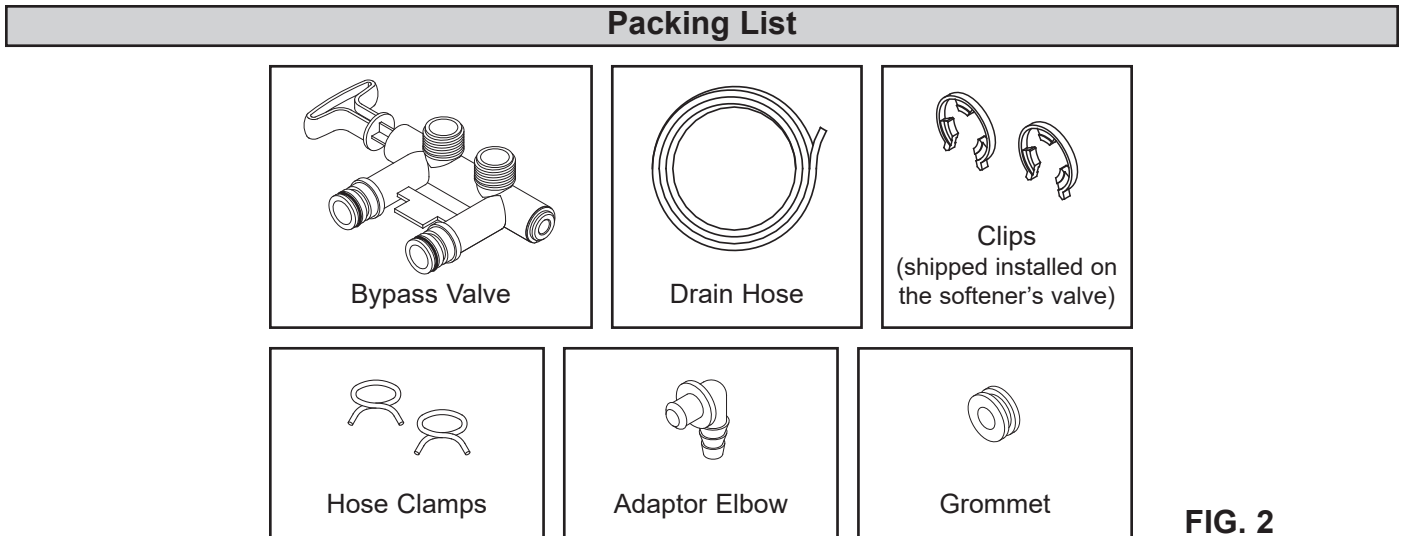 Packing List
Bypass Valve
Drain Hose
Clips
(shipped installed on
the softener’s valve)
Hose Clamps
Adaptor Elbow
Grommet
FIG. 2